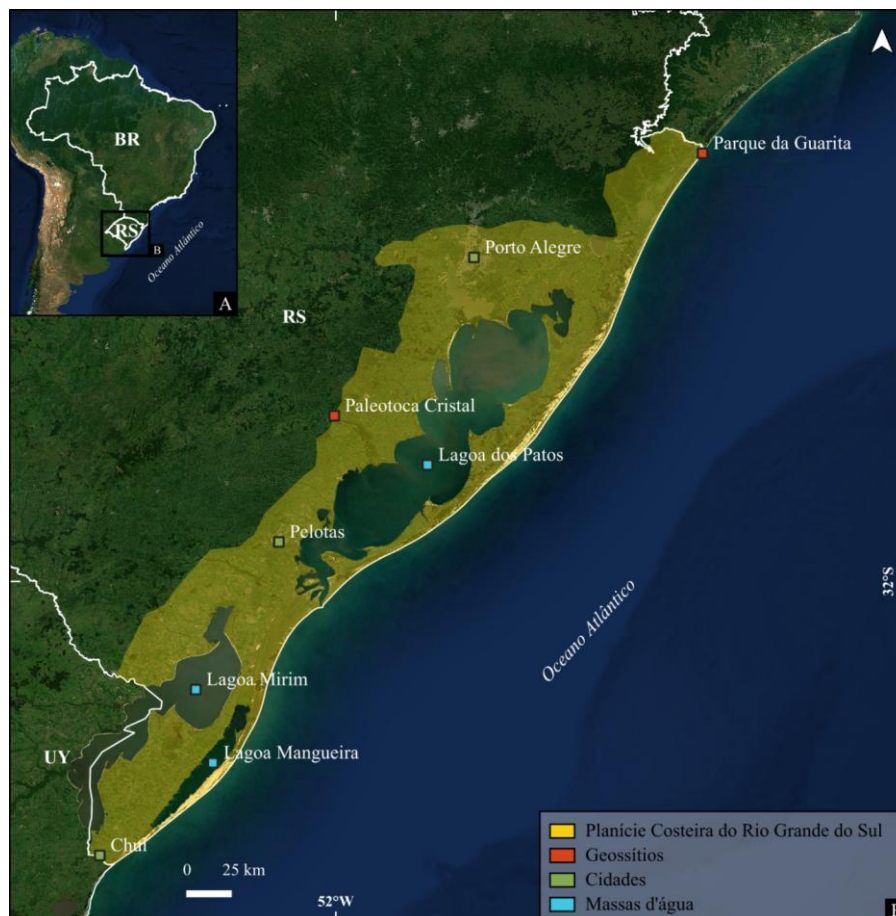 BR
RS
B
Oceano Atlântico
A
Parque da Guarita
Porto Alegre
RS
Paleotoca Cristal
Lagoa dos Patos
Pelotas
32°S
Oceano Atlântico
Lagoa Mirim
UY
Lagoa Mangueira
Chuí
0 25 km
52°W
Planície Costeira do Rio Grande do Sul
Geossítios
Cidades
Massas d'água